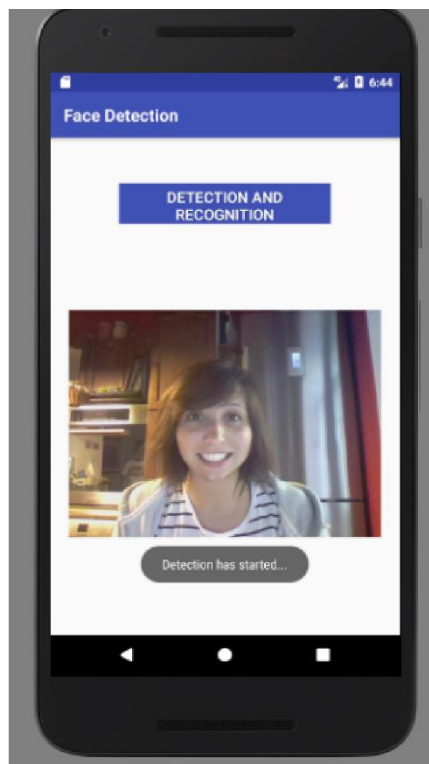 6:44
Face Detection
DETECTION AND
RECOGNITION
Detection has started...